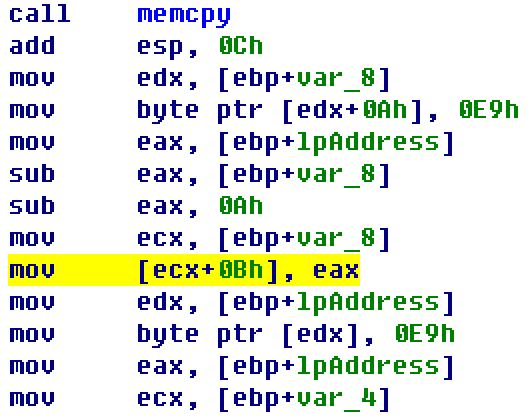 call memcpy
add esp, 0Ch
mov edx, [ebp+var_8]
mov byte ptr [edx+0Ah], 0E9h
mov eax, [ebp+lpAddress]
sub eax, [ebp+var_8]
sub eax, 0Ah
mov ecx, [ebp+var_8]
mov [ecx+0Bh], eax
mov edx, [ebp+lpAddress]
mov byte ptr [edx], 0E9h
mov eax, [ebp+lpAddress]
mov ecx, [ebp+var_4]